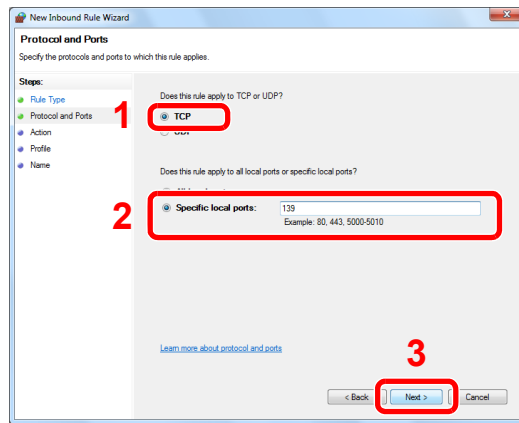 New Inbound Rule Wizard
Protocol and Ports
Specify the protocols and ports to which this rule applies.
Steps:
Rule Type
Protocol and Ports
Action
Profile
Name
Does this rule apply to TCP or UDP?
1
TCP
Does this rule apply to all local ports or specific local ports?
2
Specific local ports:
139
Example: 80, 443, 5000-5010
Learn more about protocol and ports
3
< Back
Next >
Cancel